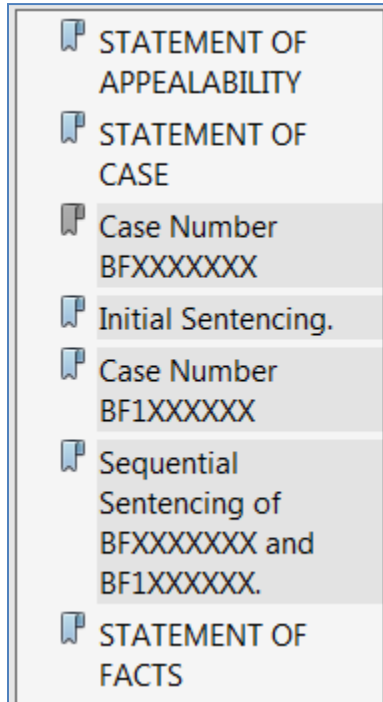 STATEMENT OF
APPEALABILITY
STATEMENT OF
CASE
Case Number
BFXXXXXXX
Initial Sentencing.
Case Number
BF1XXXXXX
Sequential
Sentencing of
BFXXXXXXX and
BF1XXXXXX.
STATEMENT OF
FACTS